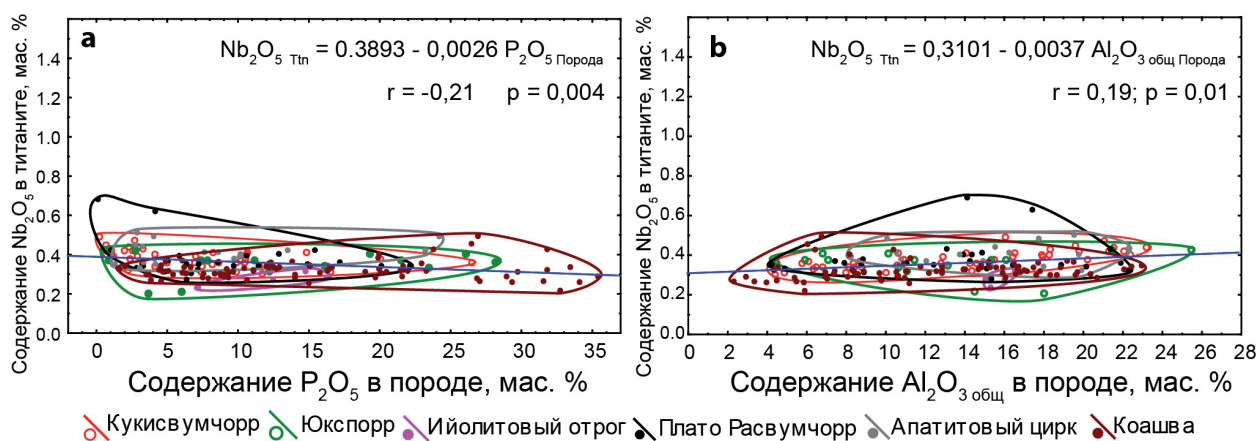 a
Nb₂O₅ Ttn = 0.3893 - 0,0026 P₂O₅ Порода
r = -0,21 p = 0,004
Содержание Nb₂O₅ в титаните, мас. %
1.4
1.2
1.0
0.8
0.6
0.4
0.2
0.0
0 5 10 15 20 25 30 35
Содержание P₂O₅ в породе, мас. %
b
Nb₂O₅ Ttn = 0,3101 - 0,0037 Al₂O₃ общ Порода
r = 0,19; p = 0,01
Содержание Nb₂O₅ в титаните, мас. %
1.4
1.2
1.0
0.8
0.6
0.4
0.2
0.0
0 2 4 6 8 10 12 14 16 18 20 22 24 26 28
Содержание Al₂O₃ общ в породе, мас. %
Кукисвумчорр Юкспорр Ийолитовый отрог Плато Расвумчорр Апатитовый цирк Коашва